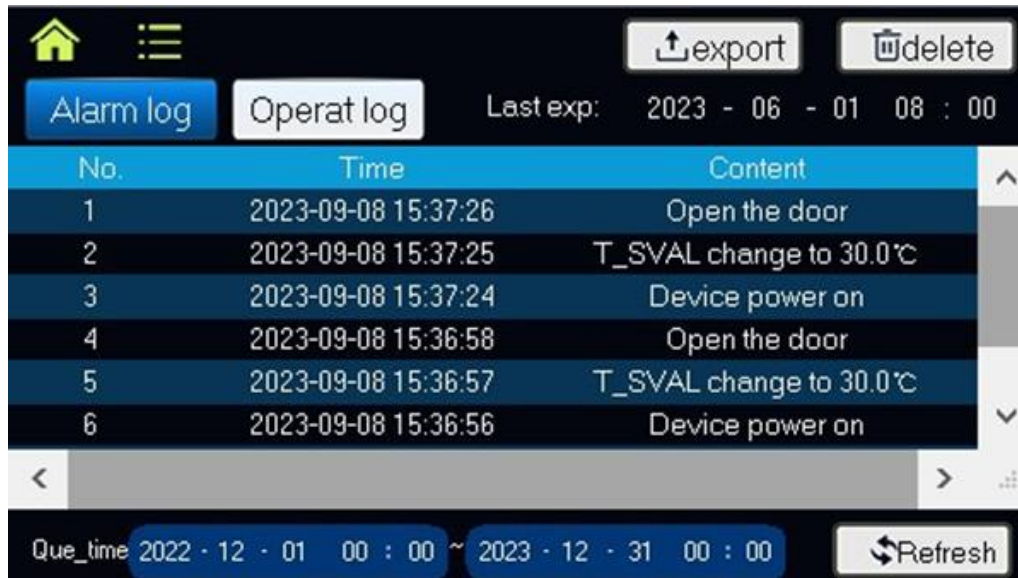 export delete
Alarm log Operat log Last exp: 2023 - 06 - 01 08 : 00
No. Time Content
1 2023-09-08 15:37:26 Open the door
2 2023-09-08 15:37:25 T_SVAL change to 30.0℃
3 2023-09-08 15:37:24 Device power on
4 2023-09-08 15:36:58 Open the door
5 2023-09-08 15:36:57 T_SVAL change to 30.0℃
6 2023-09-08 15:36:56 Device power on
Que_time 2022 - 12 - 01 00 : 00 ~ 2023 - 12 - 31 00 : 00 Refresh